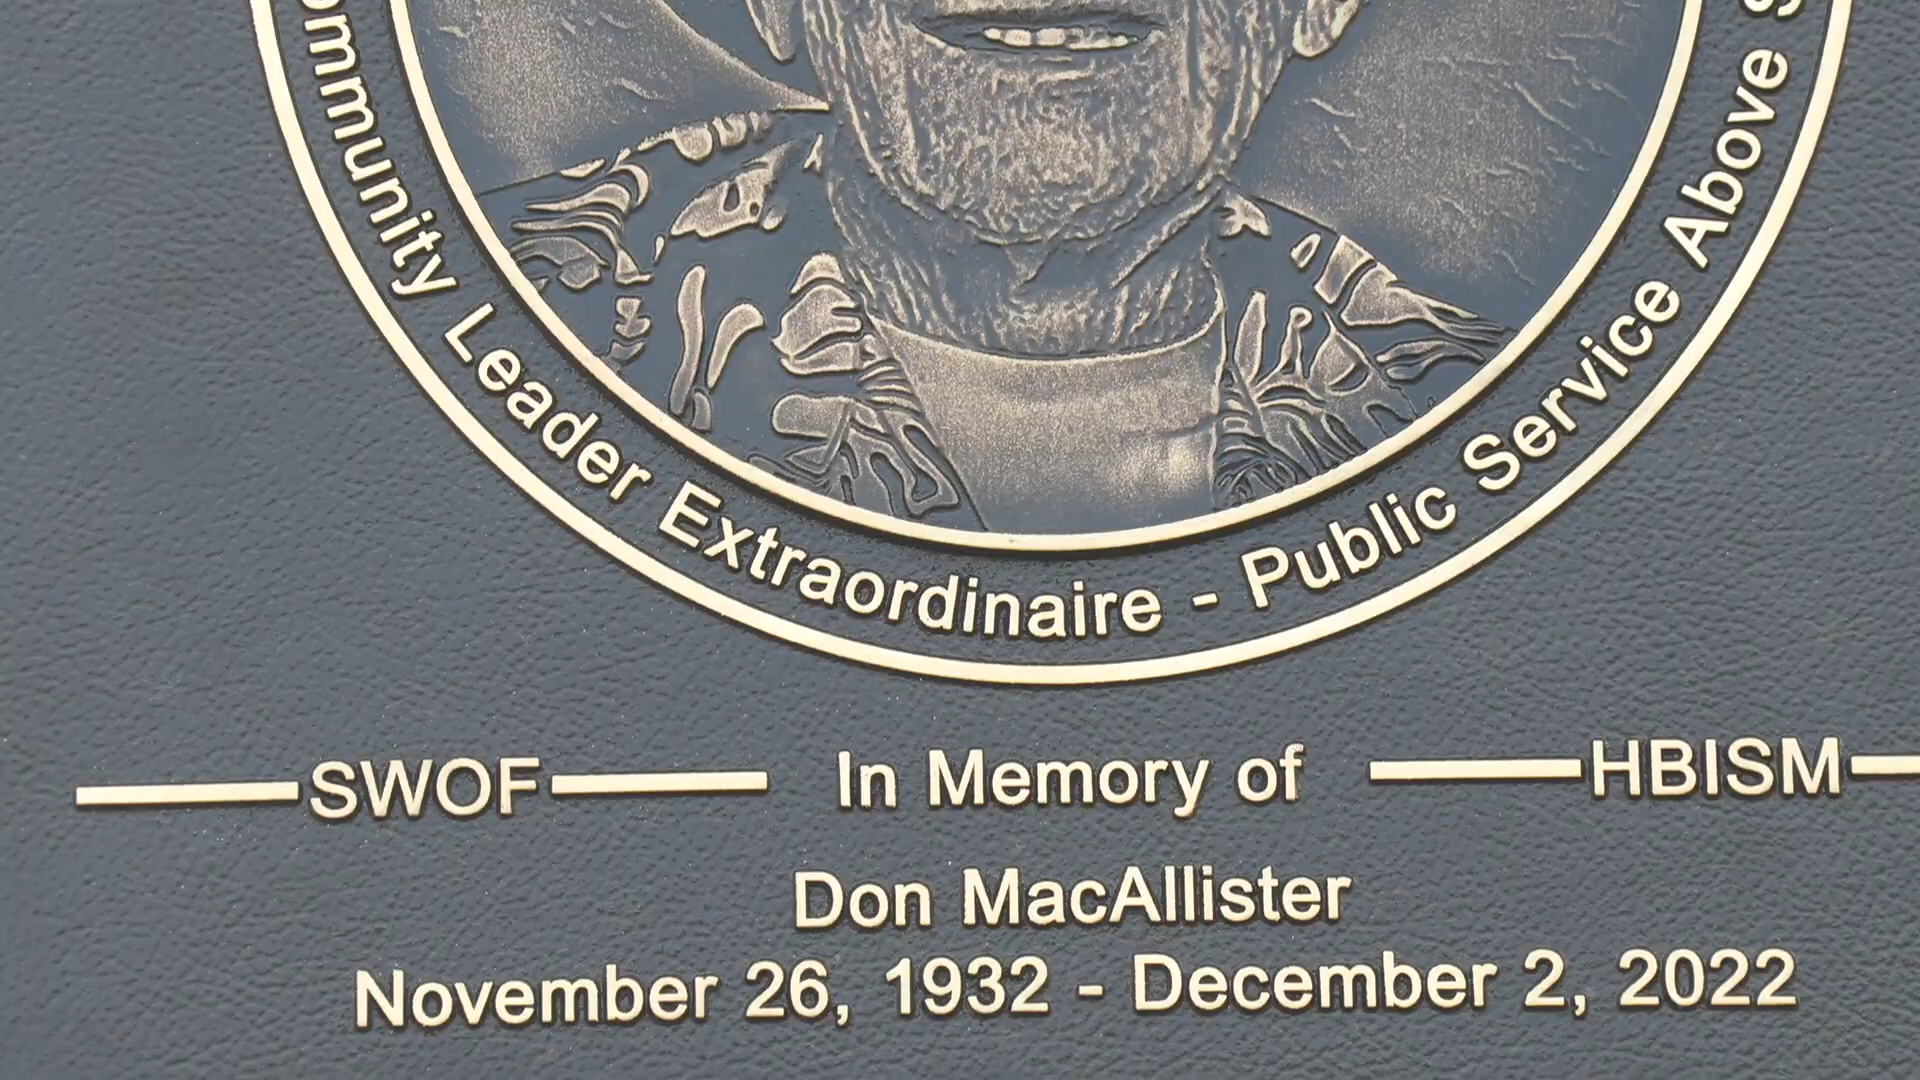 ommunity Leader Extraordinaire - Public Service Above S
SWOF In Memory of HBISM
Don MacAllister
November 26, 1932 - December 2, 2022